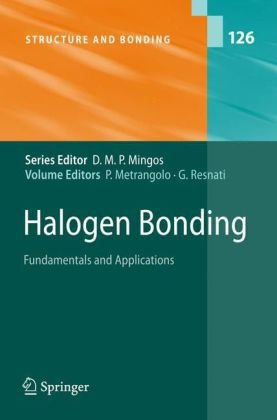 STRUCTURE AND BONDING
126
Series Editor D. M. P. Mingos
Volume Editors P. Metrangolo · G. Resnati
Halogen Bonding
Fundamentals and Applications
Springer